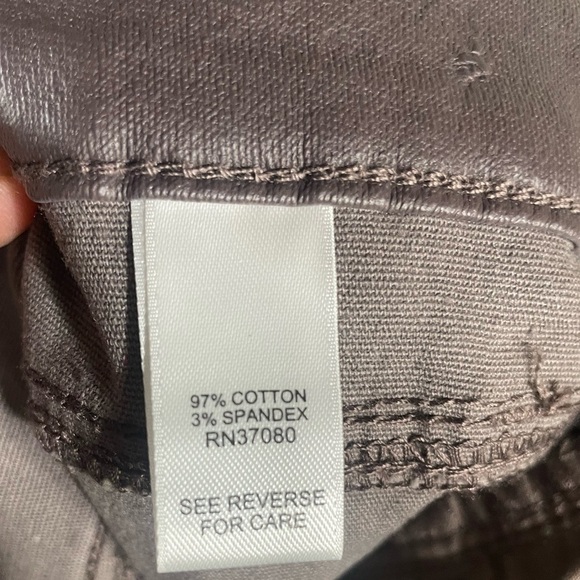 97% COTTON
3% SPANDEX
RN37080
SEE REVERSE
FOR CARE